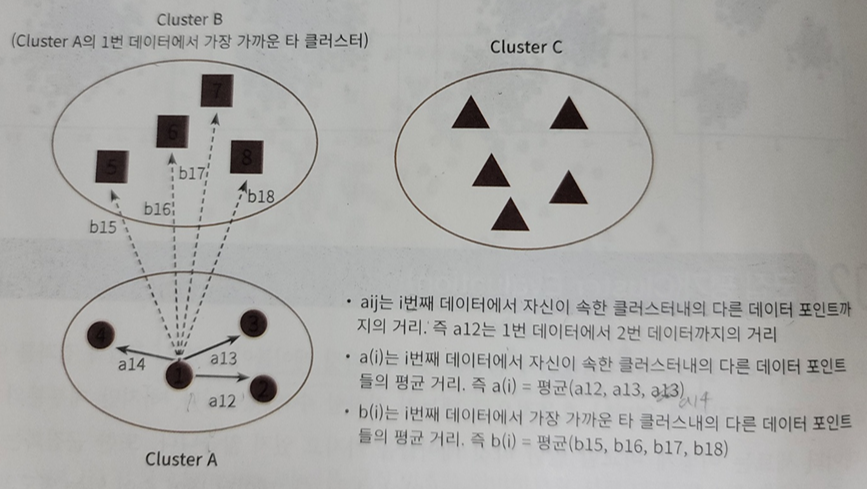 Cluster B
(Cluster A의 1번 데이터에서 가장 가까운 타 클러스터)
Cluster C
7
6
5
8
b17
b16
b18
b15
4
3
a14
a13
1
2
a12
Cluster A
• aij는 i번째 데이터에서 자신이 속한 클러스터내의 다른 데이터 포인트까
지의 거리. 즉 a12는 1번 데이터에서 2번 데이터까지의 거리
• a(i)는 i번째 데이터에서 자신이 속한 클러스터내의 다른 데이터 포인트
들의 평균 거리. 즉 a(i) = 평균(a12, a13, a13)
a14
• b(i)는 i번째 데이터에서 가장 가까운 타 클러스내의 다른 데이터 포인트
들의 평균 거리. 즉 b(i) = 평균(b15, b16, b17, b18)